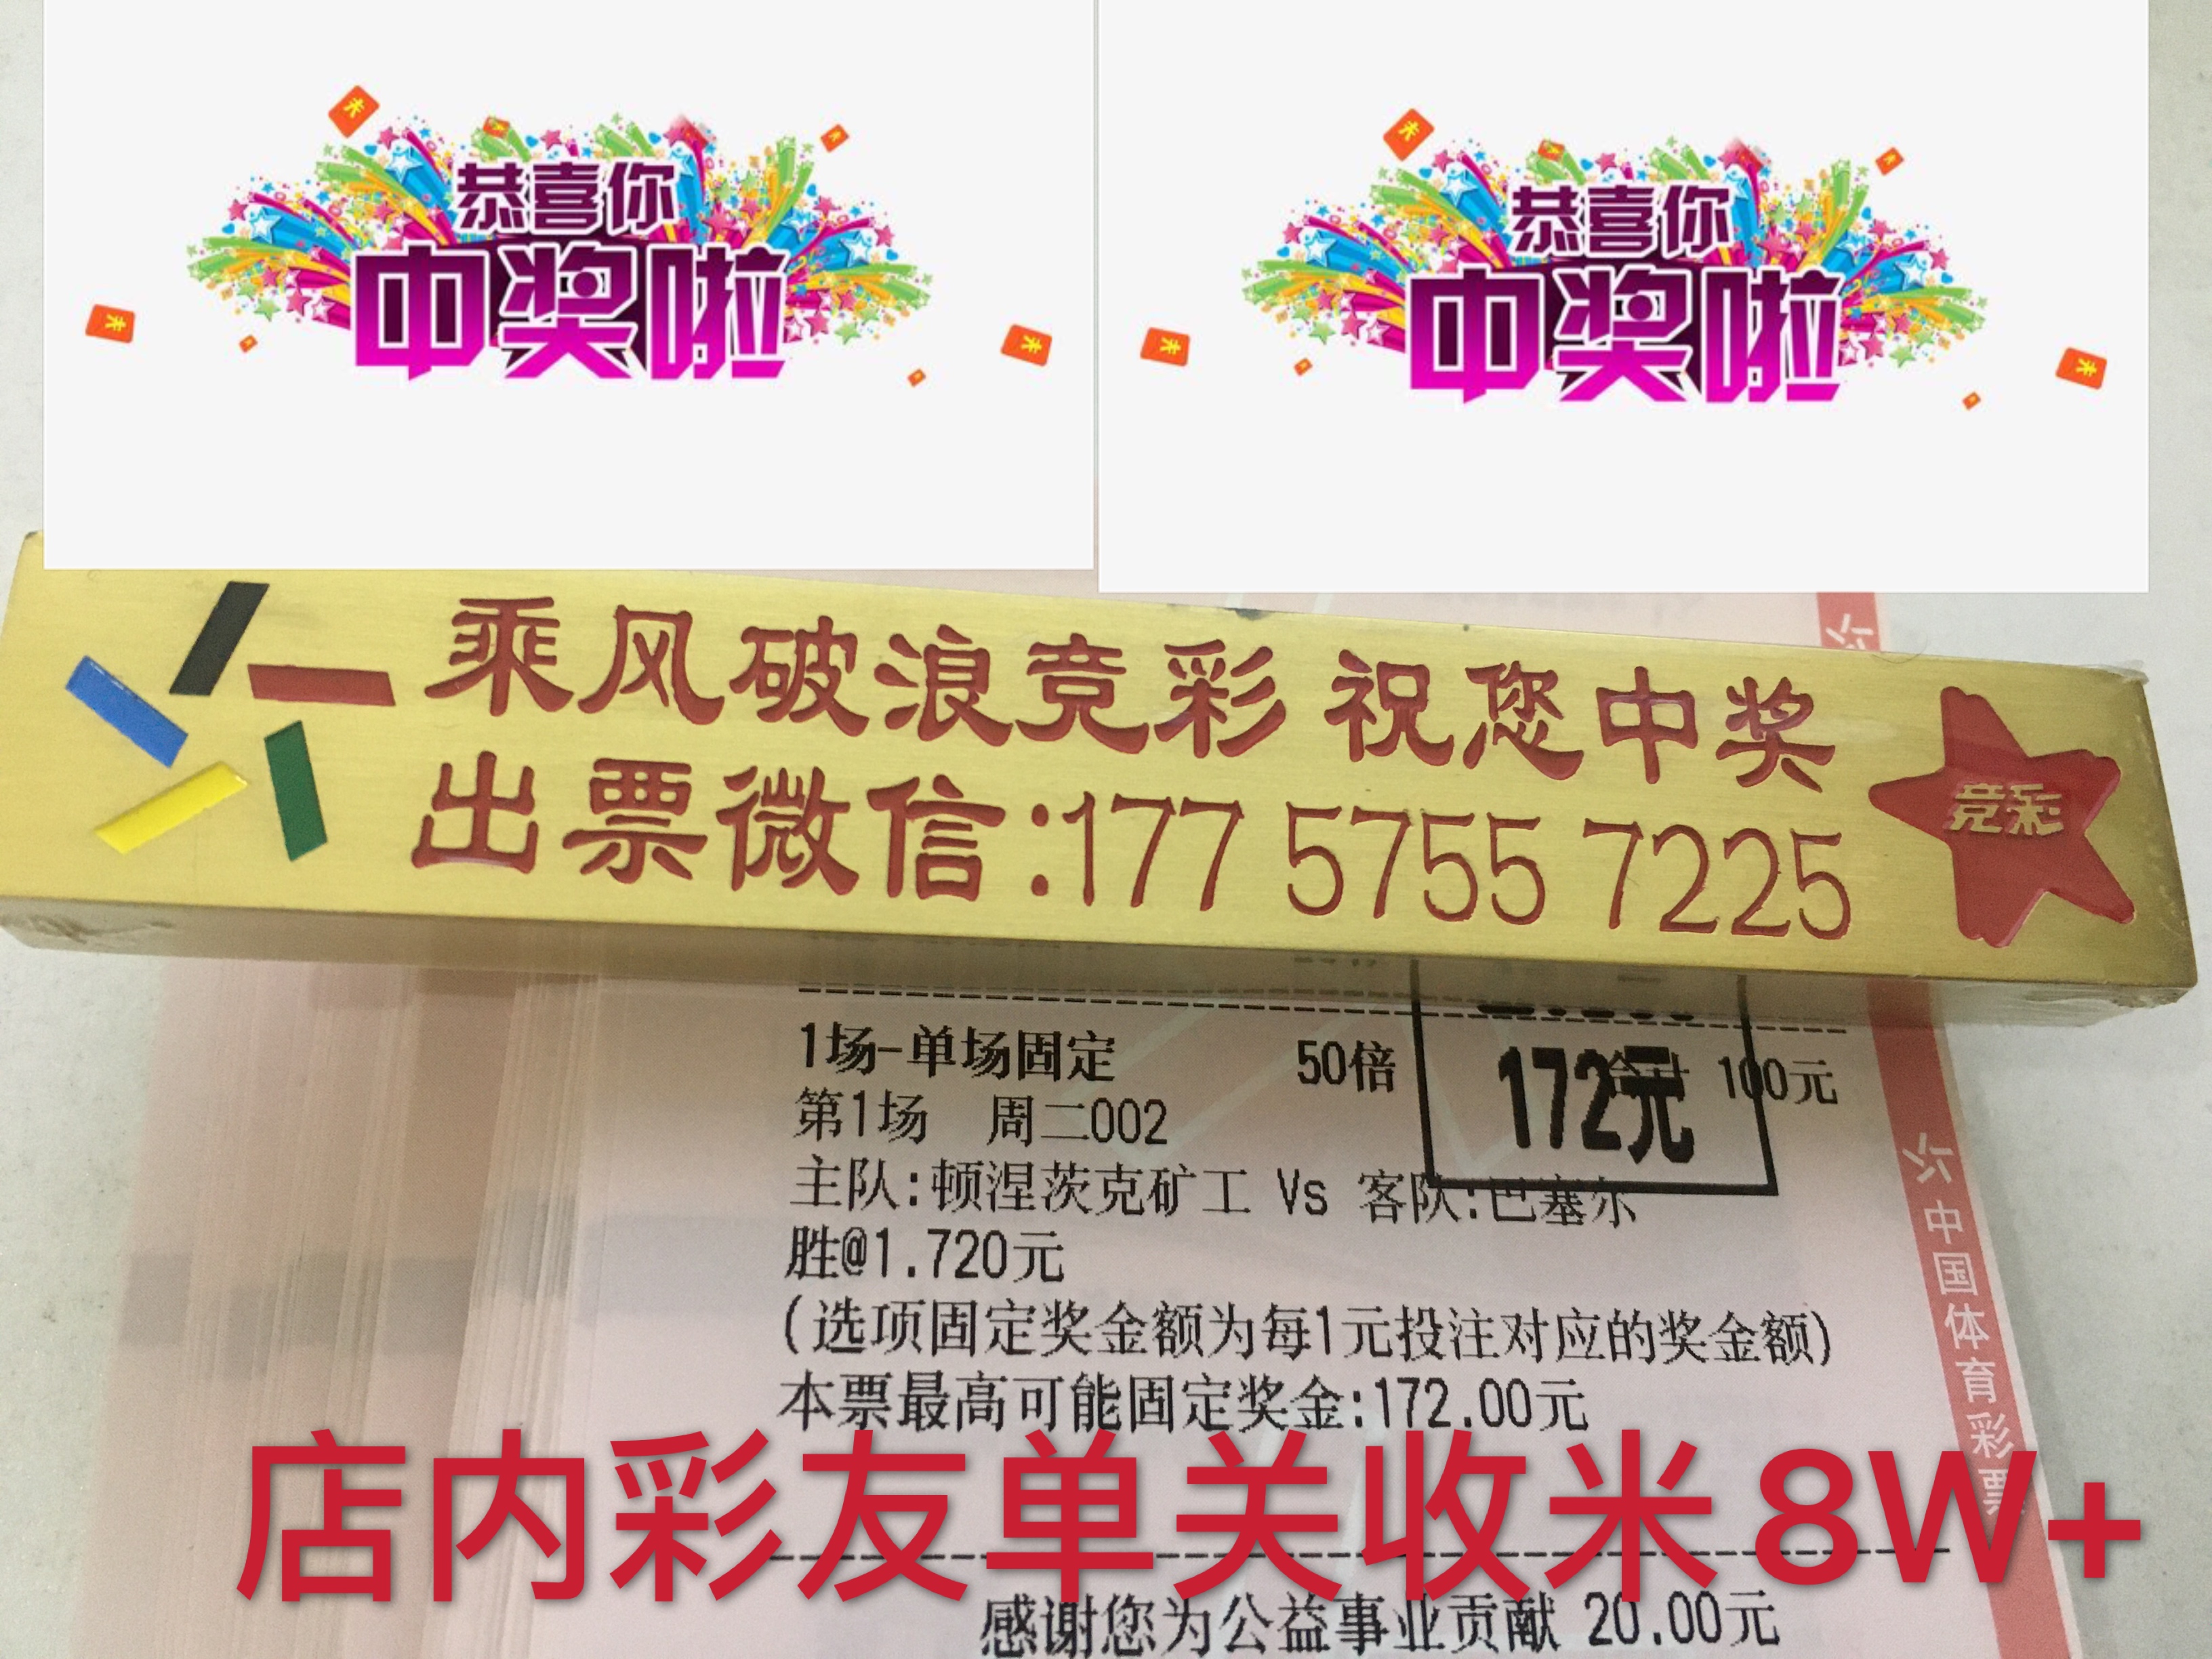 恭喜你
中奖啦
恭喜你
中奖啦
乘风破浪竞彩 祝您中奖
出票微信:177 5755 7225
竞彩
1场-单场固定 50倍 合计 100元
172元
第1场 周二002
主队:顿涅茨克矿工 Vs 客队:巴塞尔
胜@1.720元
(选项固定奖金额为每1元投注对应的奖金额)
本票最高可能固定奖金:172.00元
店内彩友单关收米8W+
感谢您为公益事业贡献 20.00元
中国体育彩票